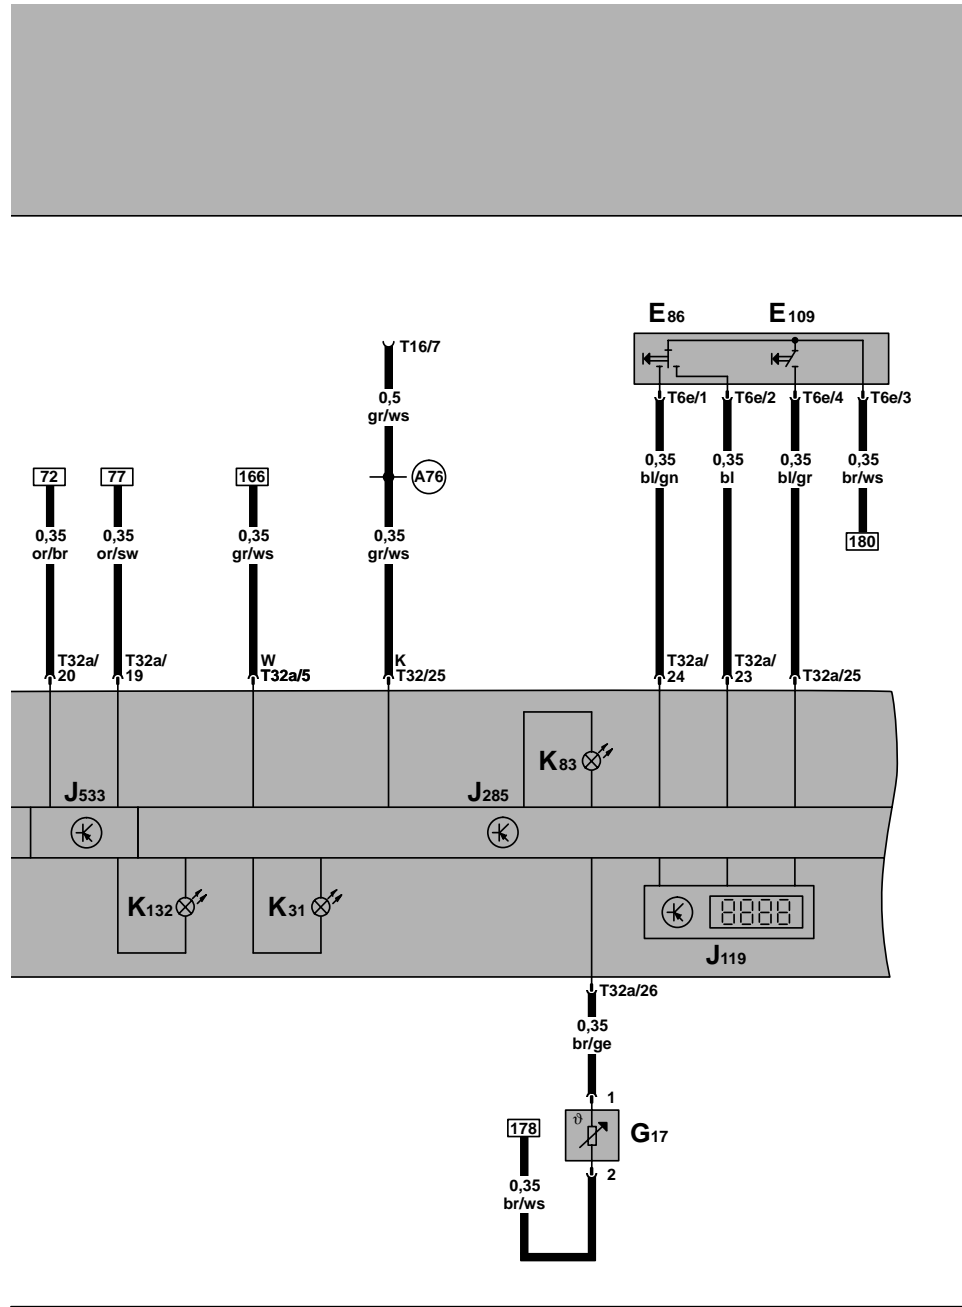 E86 E109
T16/7
T6e/1 T6e/2 T6e/4 T6e/3
0,5
gr/ws
0,35 0,35 0,35 0,35
bl/gn bl bl/gr br/ws
72 77 166 A76
0,35 0,35 0,35 0,35
or/br or/sw gr/ws gr/ws
180
T32a/ T32a/ W K T32a/ T32a/
20 19 T32a/5 T32/25 24 23 T32a/25
K83
J533 J285
K132 K31
8888
J119
T32a/26
0,35
br/ge
1
178 ϑ G17
2
0,35
br/ws